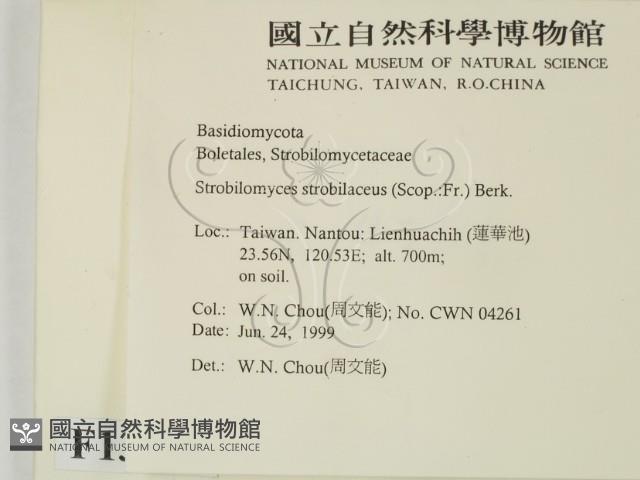 國立自然科學博物館
NATIONAL MUSEUM OF NATURAL SCIENCE
TAICHUNG, TAIWAN, R.O.CHINA
Basidiomycota
Boletales, Strobilomycetaceae
Strobilomyces strobilaceus (Scop.:Fr.) Berk.
Loc.: Taiwan. Nantou: Lienhuachih (蓮華池)
23.56N, 120.53E; alt. 700m;
on soil.
Col.: W.N. Chou(周文能); No. CWN 04261
Date: Jun. 24, 1999
Det.: W.N. Chou(周文能)
國立自然科學博物館
NATIONAL MUSEUM OF NATURAL SCIENCE